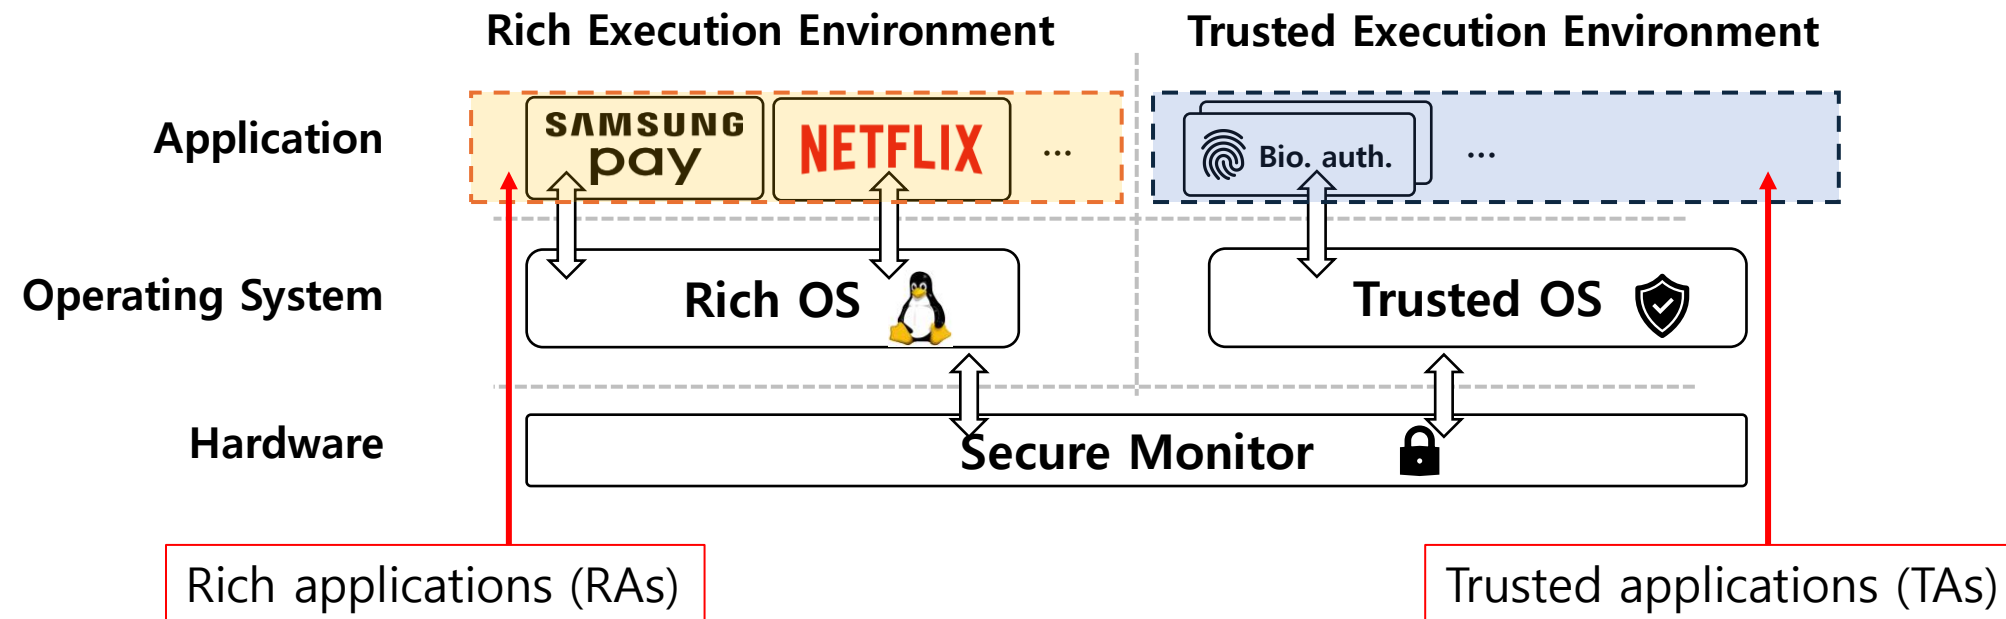 Rich Execution Environment
Trusted Execution Environment
Application
SAMSUNG
pay
NETFLIX
...
Bio. auth.
...
Operating System
Rich OS
Trusted OS
Hardware
Secure Monitor
Rich applications (RAs)
Trusted applications (TAs)